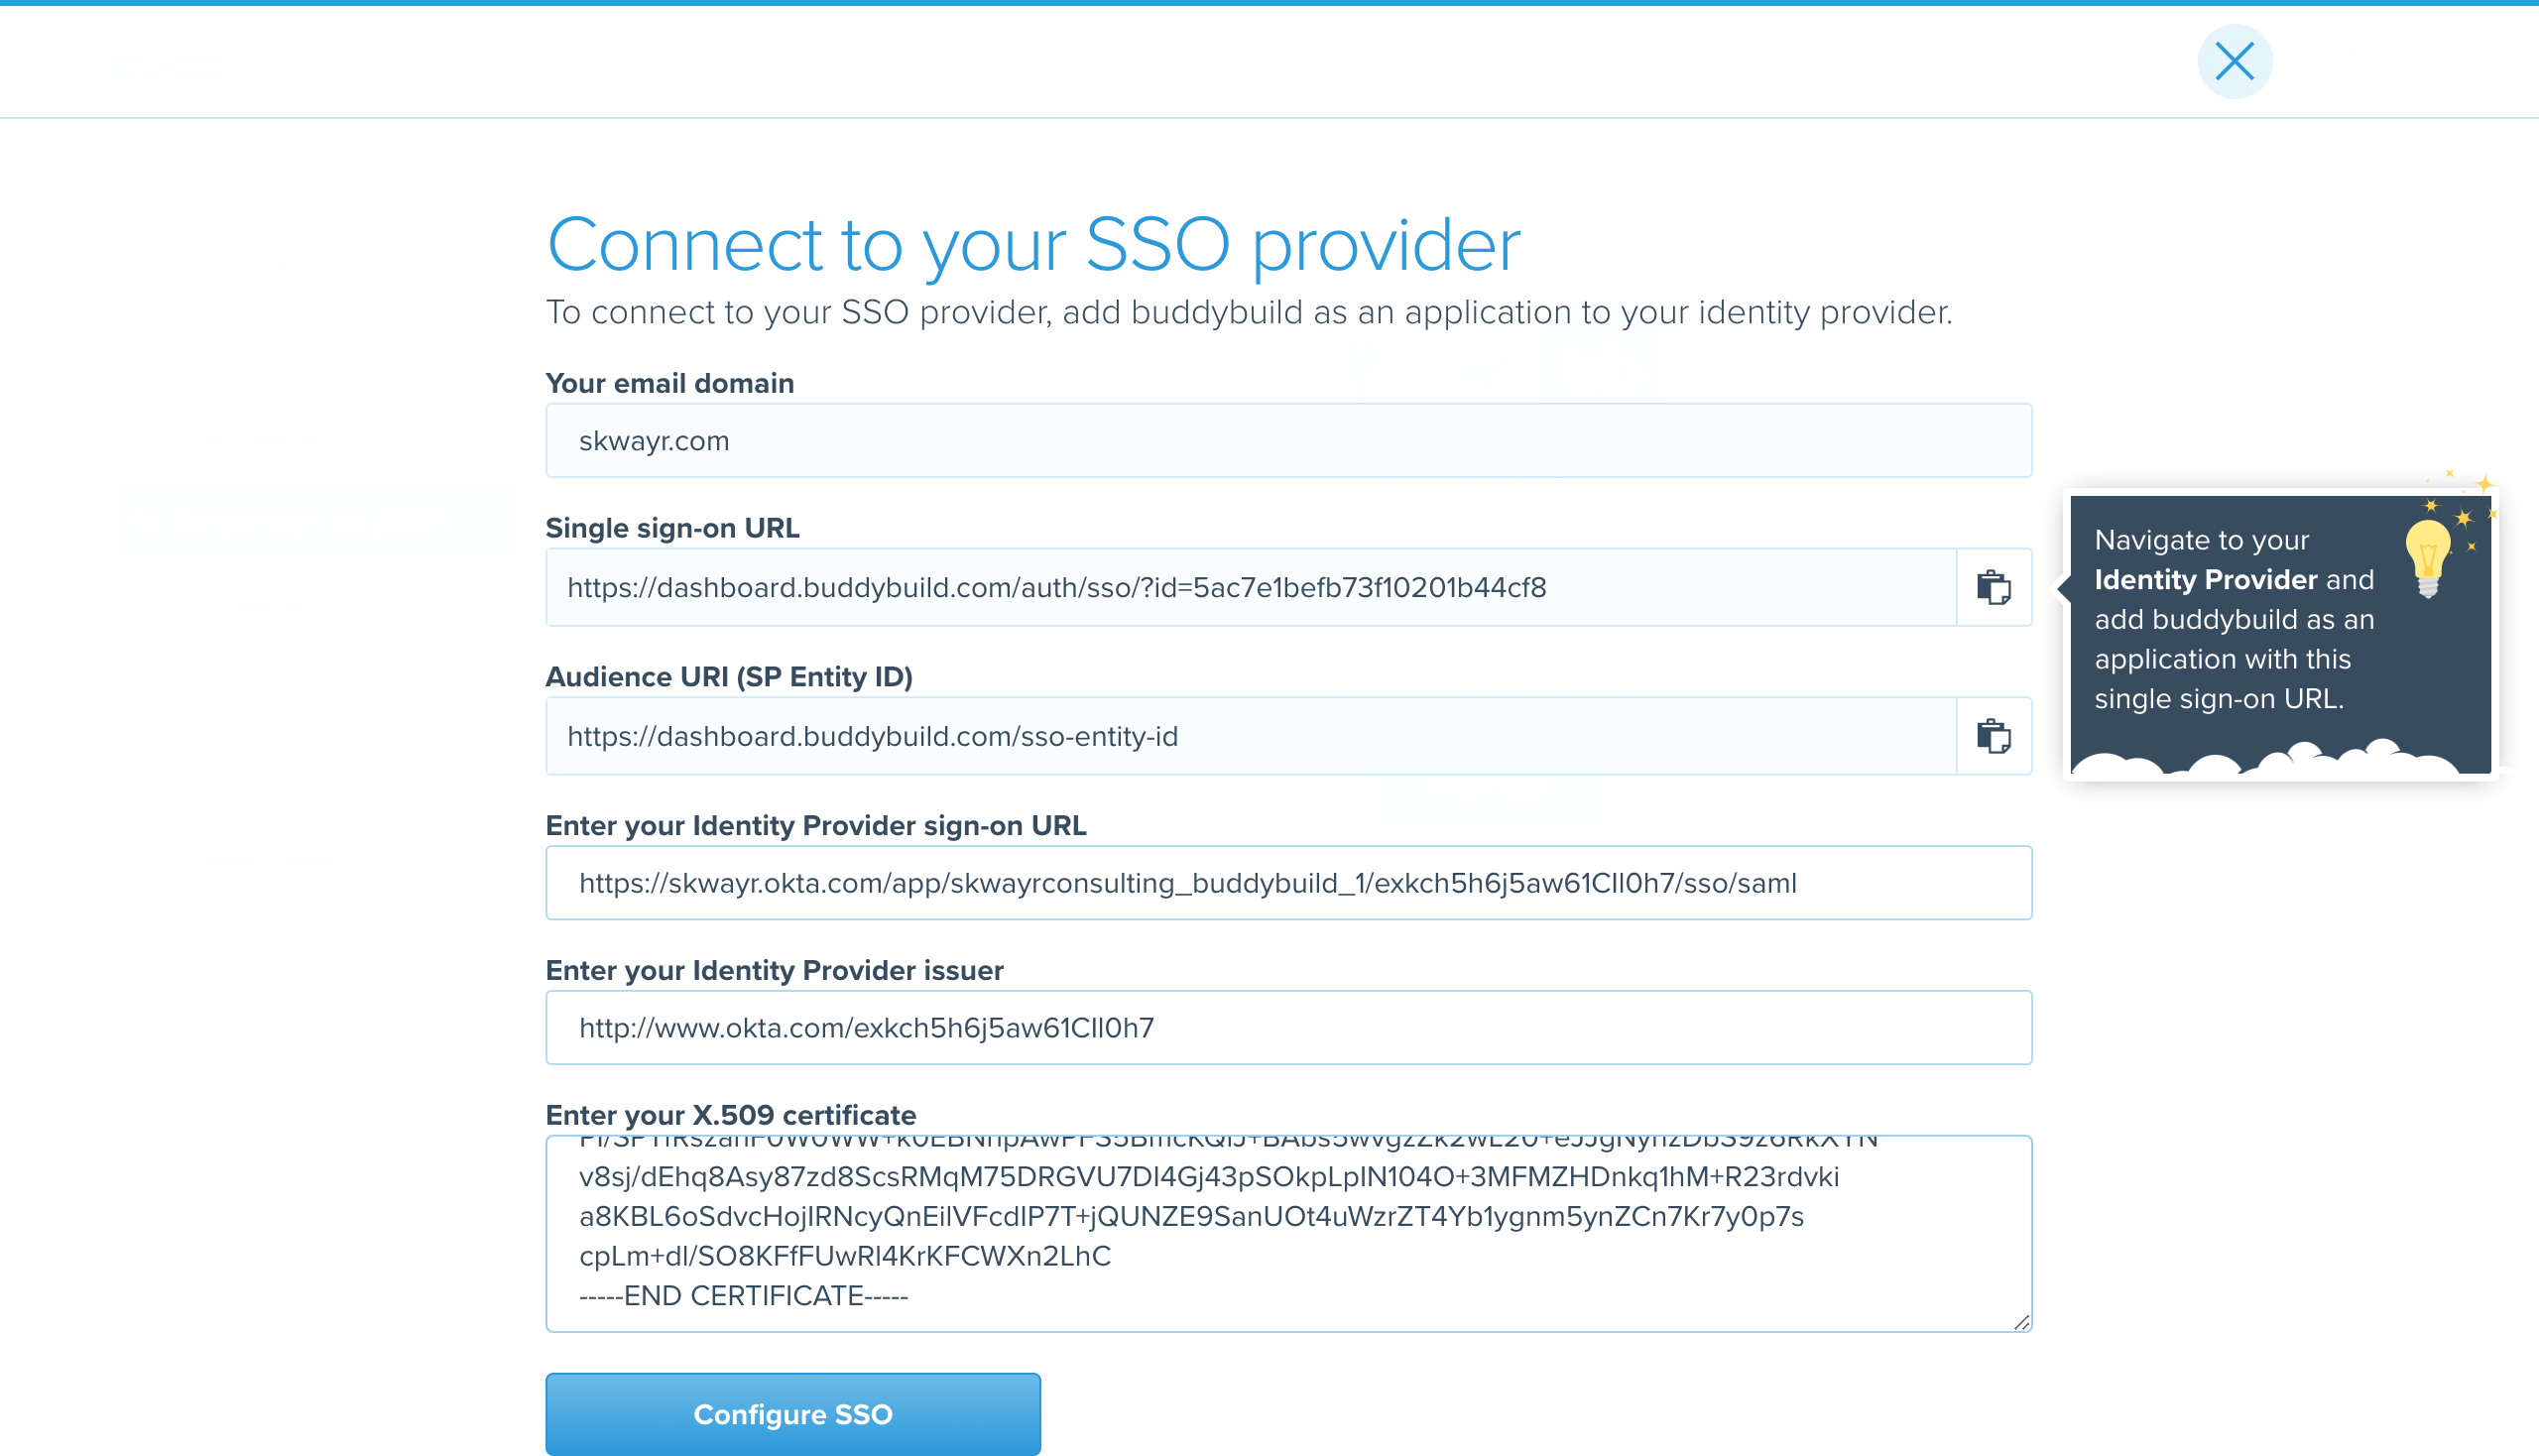 Connect to your SSO provider
To connect to your SSO provider, add buddybuild as an application to your identity provider.
Your email domain
skwayr.com
Single sign-on URL
https://dashboard.buddybuild.com/auth/sso/?id=5ac7e1befb73f10201b44cf8
Navigate to your
Identity Provider and
add buddybuild as an
application with this
single sign-on URL.
Audience URI (SP Entity ID)
https://dashboard.buddybuild.com/sso-entity-id
Enter your Identity Provider sign-on URL
https://skwayr.okta.com/app/skwayrconsulting_buddybuild_1/exkch5h6j5aw61CIl0h7/sso/saml
Enter your Identity Provider issuer
http://www.okta.com/exkch5h6j5aw61CIl0h7
Enter your X.509 certificate
v8sj/dEhq8Asy87zd8ScsRMqM75DRGVU7DI4Gj43pSOkpLpIN104O+3MFMZHDnkq1hM+R23rdvki
a8KBL6oSdvcHojIRNcyQnEilVFcdIP7T+jQUNZE9SanUOt4uWzrZT4Yb1ygnm5ynZCn7Kr7y0p7s
cpLm+dl/SO8KFfFUwRl4KrKFCWXn2LhC
-----END CERTIFICATE-----
Configure SSO